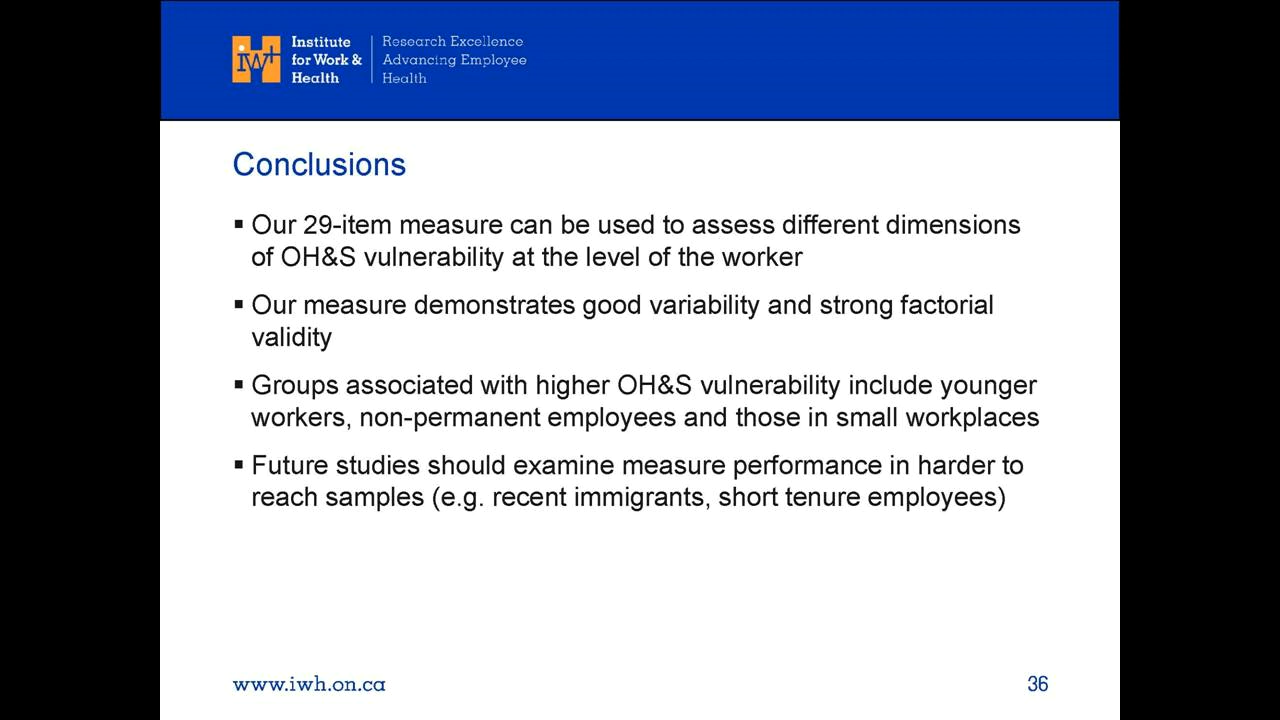 Institute
for Work &
Health
Research Excellence
Advancing Employee
Health
iw+
Conclusions
▪ Our 29-item measure can be used to assess different dimensions
of OH&S vulnerability at the level of the worker
▪ Our measure demonstrates good variability and strong factorial
validity
▪ Groups associated with higher OH&S vulnerability include younger
workers, non-permanent employees and those in small workplaces
▪ Future studies should examine measure performance in harder to
reach samples (e.g. recent immigrants, short tenure employees)
www.iwh.on.ca
36